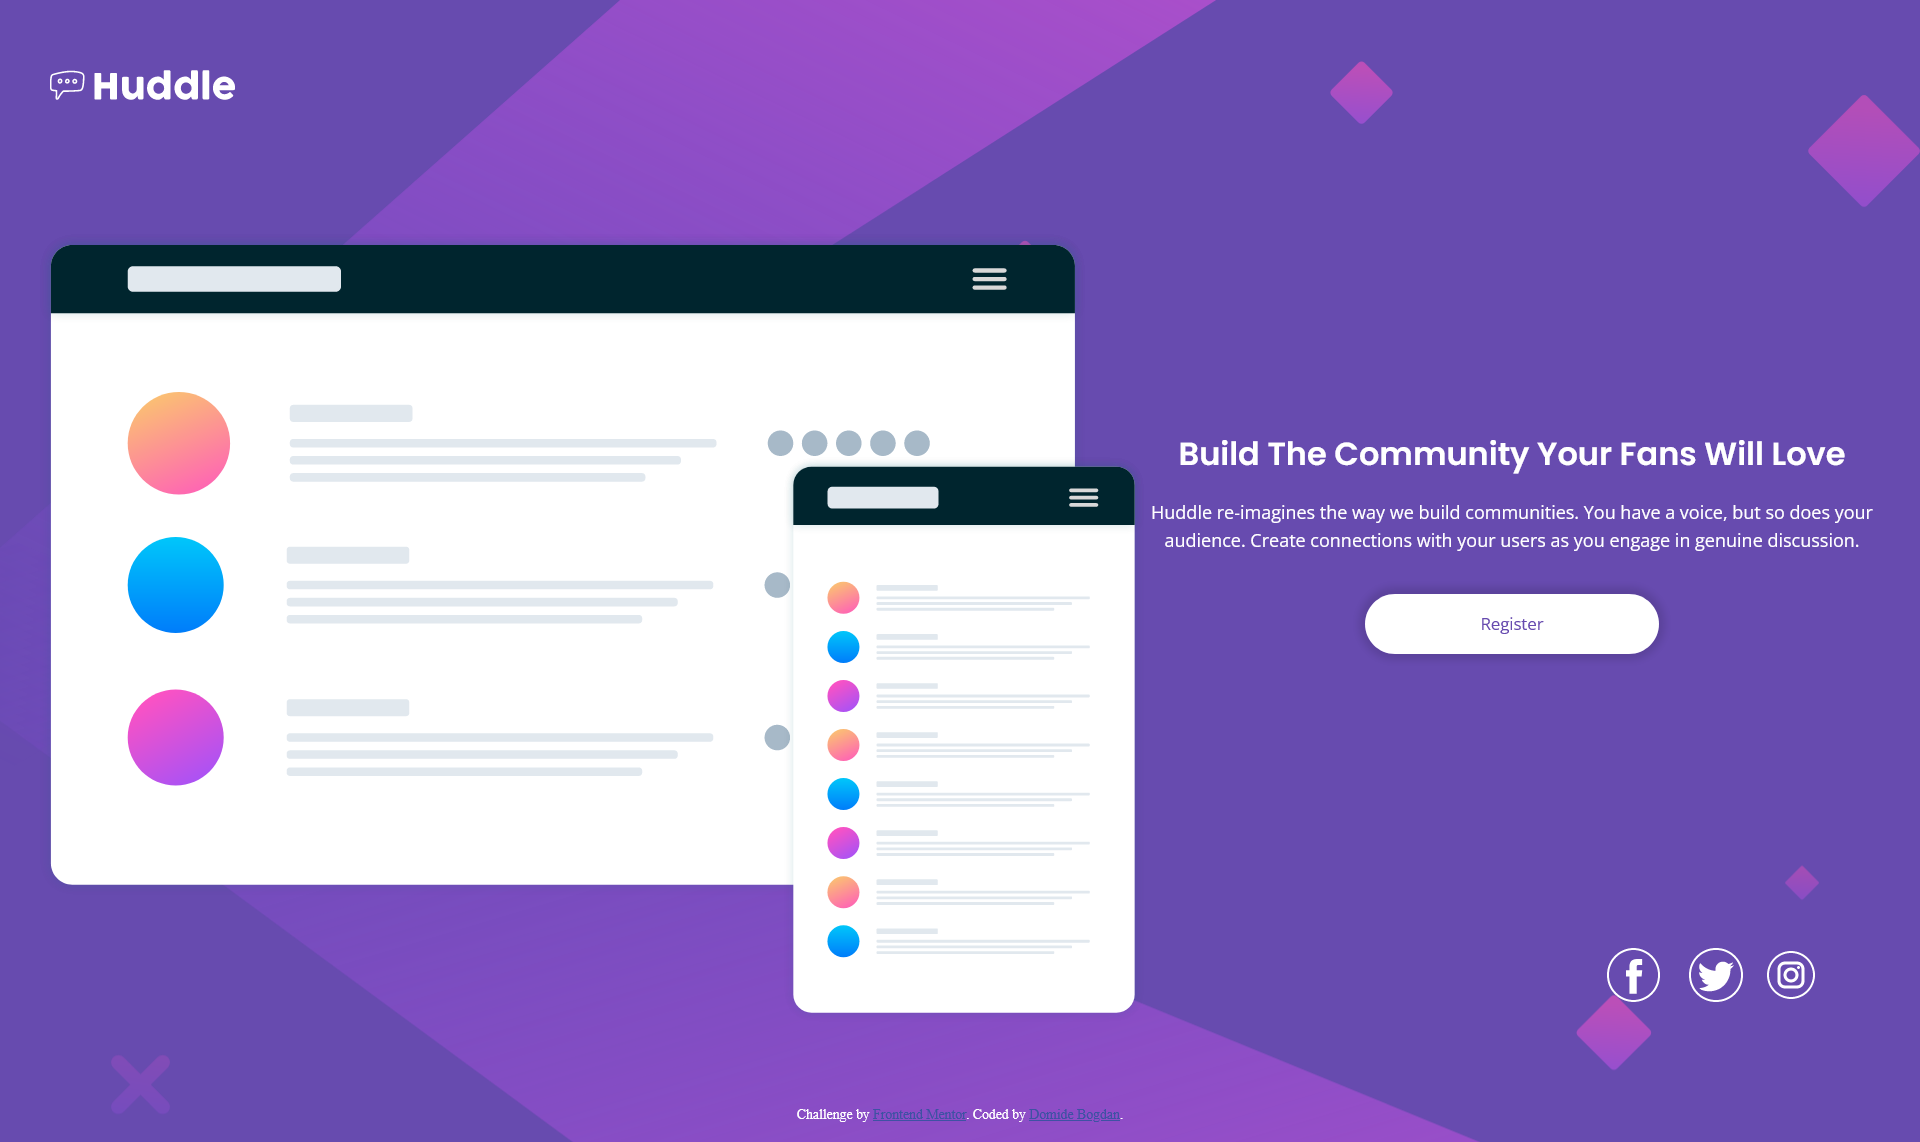 Huddle
Build The Community Your Fans Will Love
Huddle re-imagines the way we build communities. You have a voice, but so does your
audience. Create connections with your users as you engage in genuine discussion.
Register
Challenge by Frontend Mentor. Coded by Domide Bogdan.